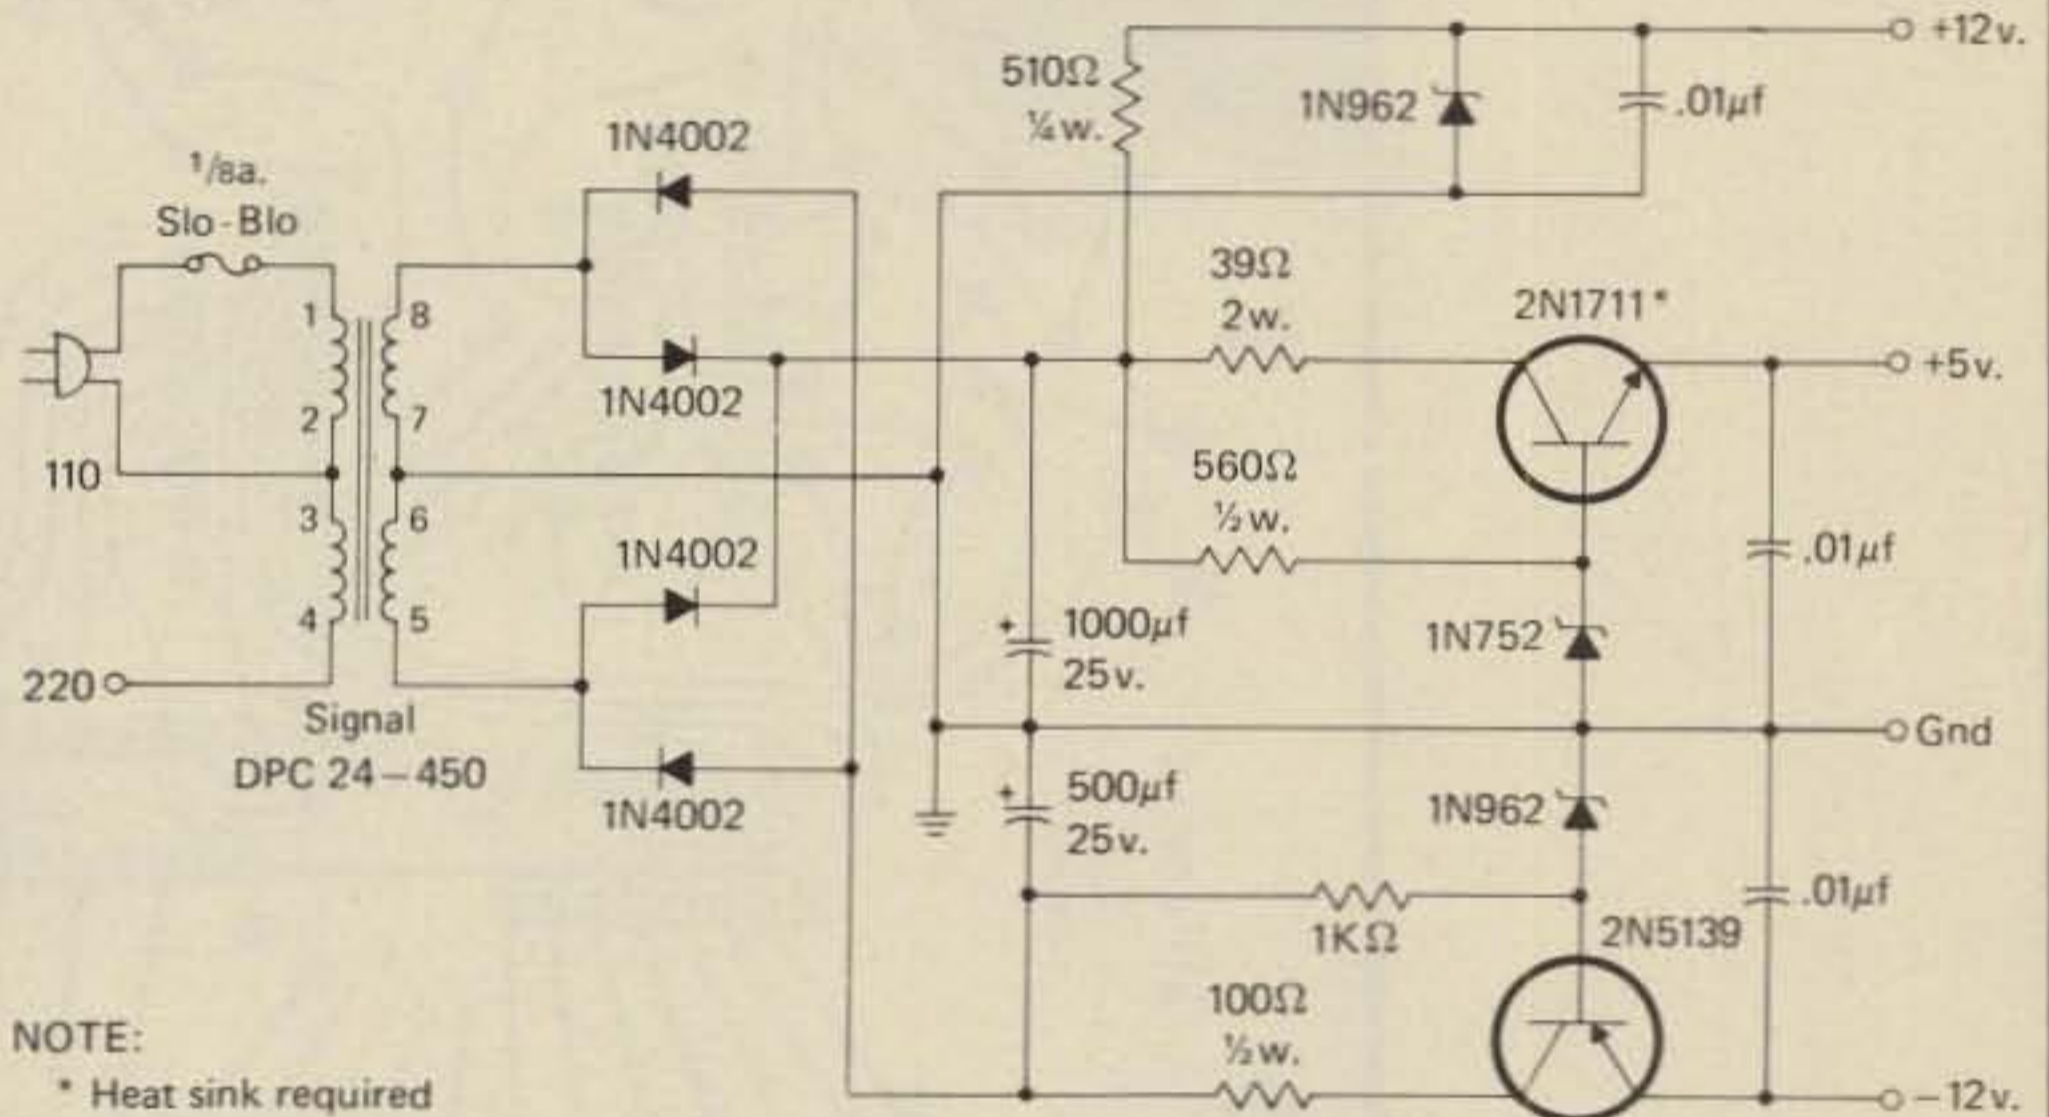 +12v.
510Ω
¼w.
1N962
.01µf
1N4002
1/8a.
Slo-Blo
39Ω
2w.
2N1711*
1
8
+5v.
1N4002
2
7
110
560Ω
½w.
3
6
1N4002
.01µf
4
5
+
1000µf
25v.
1N752
220
Signal
DPC 24-450
Gnd
1N4002
+
500µf
25v.
1N962
.01µf
1KΩ
2N5139
100Ω
½w.
NOTE:
* Heat sink required
-12v.